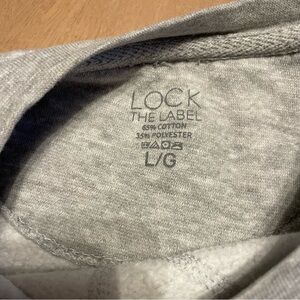 LOCK
THE LABEL
65% COTTON
35% POLYESTER
L/G